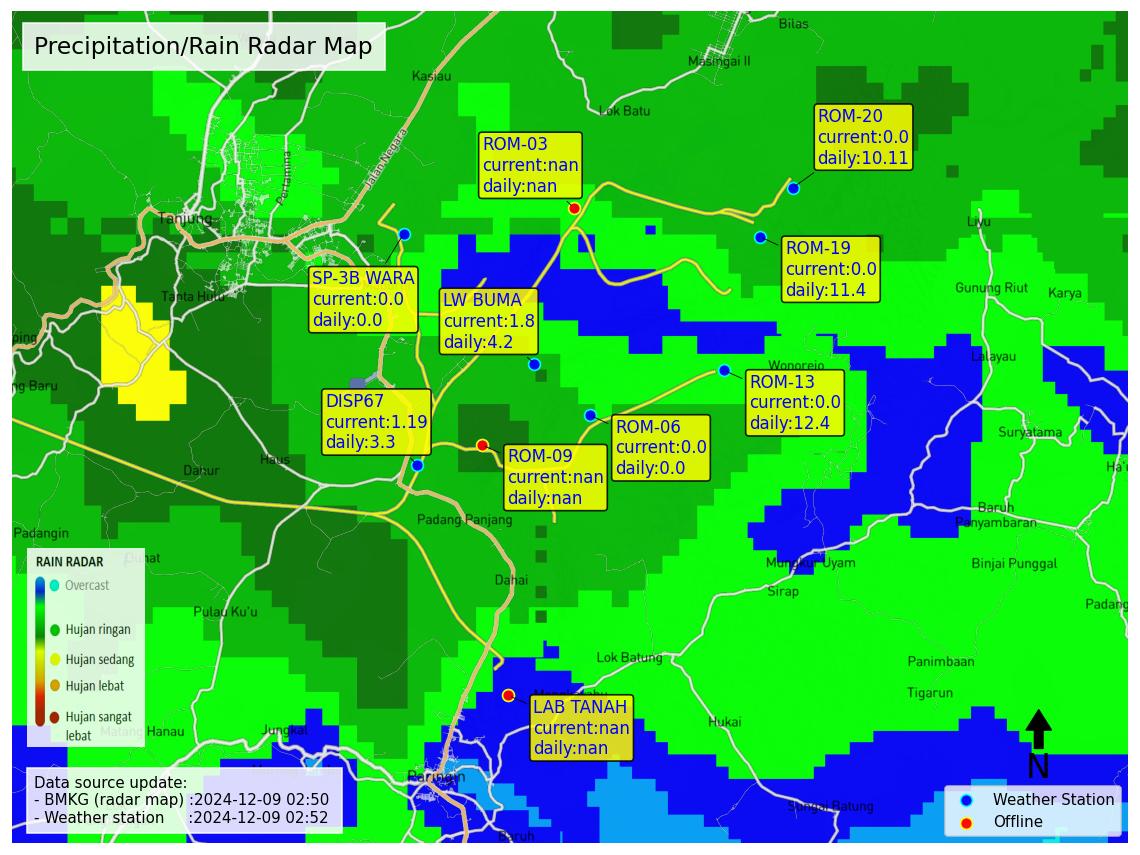 Precipitation/Rain Radar Map
Bilas
Masingai II
Kasiau
Lok Batu
Jalan Negara
Pertamina
ROM-20
current:0.0
daily:10.11
ROM-03
current:nan
daily:nan
Tanjung
Liyu
ROM-19
current:0.0
daily:11.4
SP-3B WARA
current:0.0
daily:0.0
Tanta Hulu
LW BUMA
current:1.8
daily:4.2
Gunung Riut
Karya
ping
Lalayau
Wonorejo
ng Baru
ROM-13
current:0.0
daily:12.4
DISP67
current:1.19
daily:3.3
ROM-06
current:0.0
daily:0.0
Suryatama
ROM-09
current:nan
daily:nan
Haus
Dahur
Baruh
Panyambaran
Padang Panjang
Padangin
Mungkur Uyam
Binjai Punggal
Dahai
Sirap
Padang
Pulau Ku'u
RAIN RADAR
Overcast
Hujan ringan
Hujan sedang
Hujan lebat
Hujan sangat
lebat
Lok Batung
Panimbaan
Tigarun
LAB TANAH
current:nan
daily:nan
Hukai
Matang Hanau
Jungkal
Paringin
N
Data source update:
- BMKG (radar map) :2024-12-09 02:50
- Weather station :2024-12-09 02:52
Sungai Batung
Baruh
Weather Station
Offline